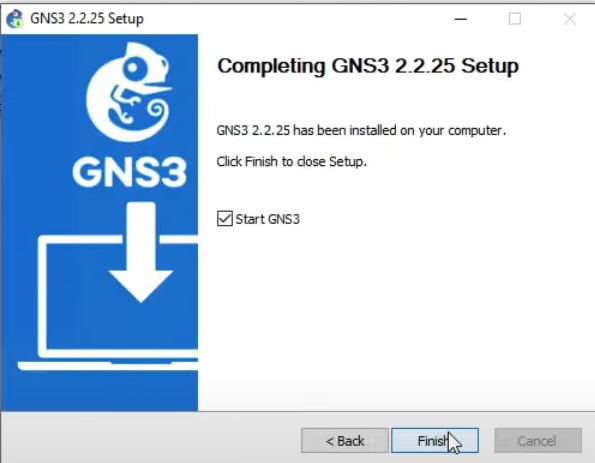 GNS3 2.2.25 Setup
Completing GNS3 2.2.25 Setup
GNS3 2.2.25 has been installed on your computer.
Click Finish to close Setup.
GNS3
Start GNS3
< Back
Finish
Cancel